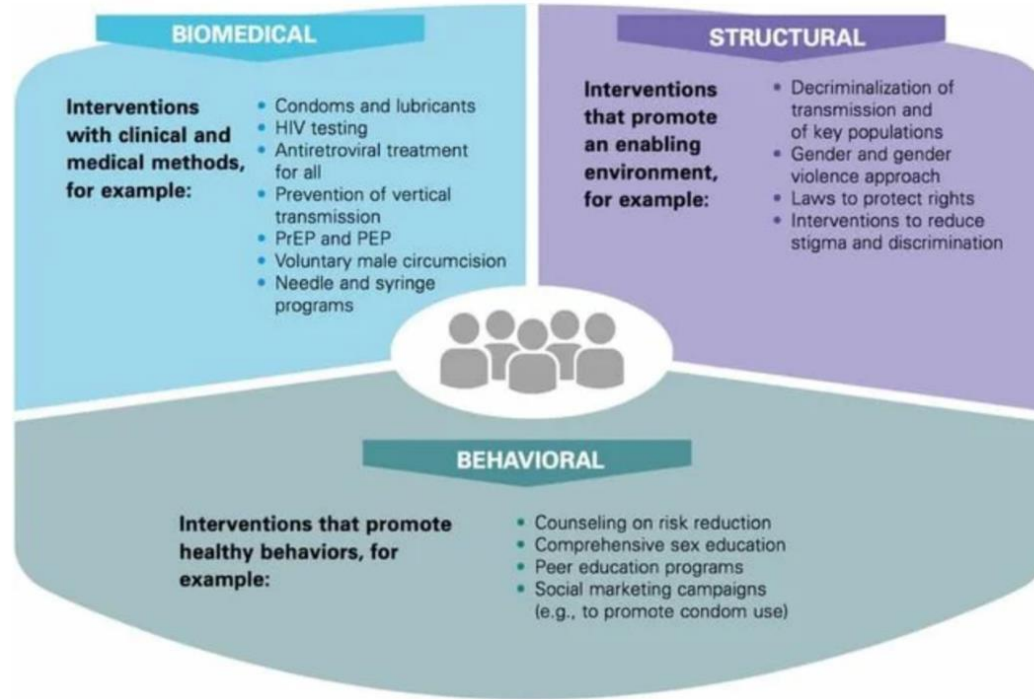 BIOMEDICAL
Interventions
with clinical and
medical methods,
for example:
• Condoms and lubricants
• HIV testing
• Antiretroviral treatment
for all
• Prevention of vertical
transmission
• PrEP and PEP
• Voluntary male circumcision
• Needle and syringe
programs
STRUCTURAL
Interventions
that promote
an enabling
environment,
for example:
• Decriminalization of
transmission and
of key populations
• Gender and gender
violence approach
• Laws to protect rights
• Interventions to reduce
stigma and discrimination
BEHAVIORAL
Interventions that promote
healthy behaviors, for
example:
• Counseling on risk reduction
• Comprehensive sex education
• Peer education programs
• Social marketing campaigns
(e.g., to promote condom use)